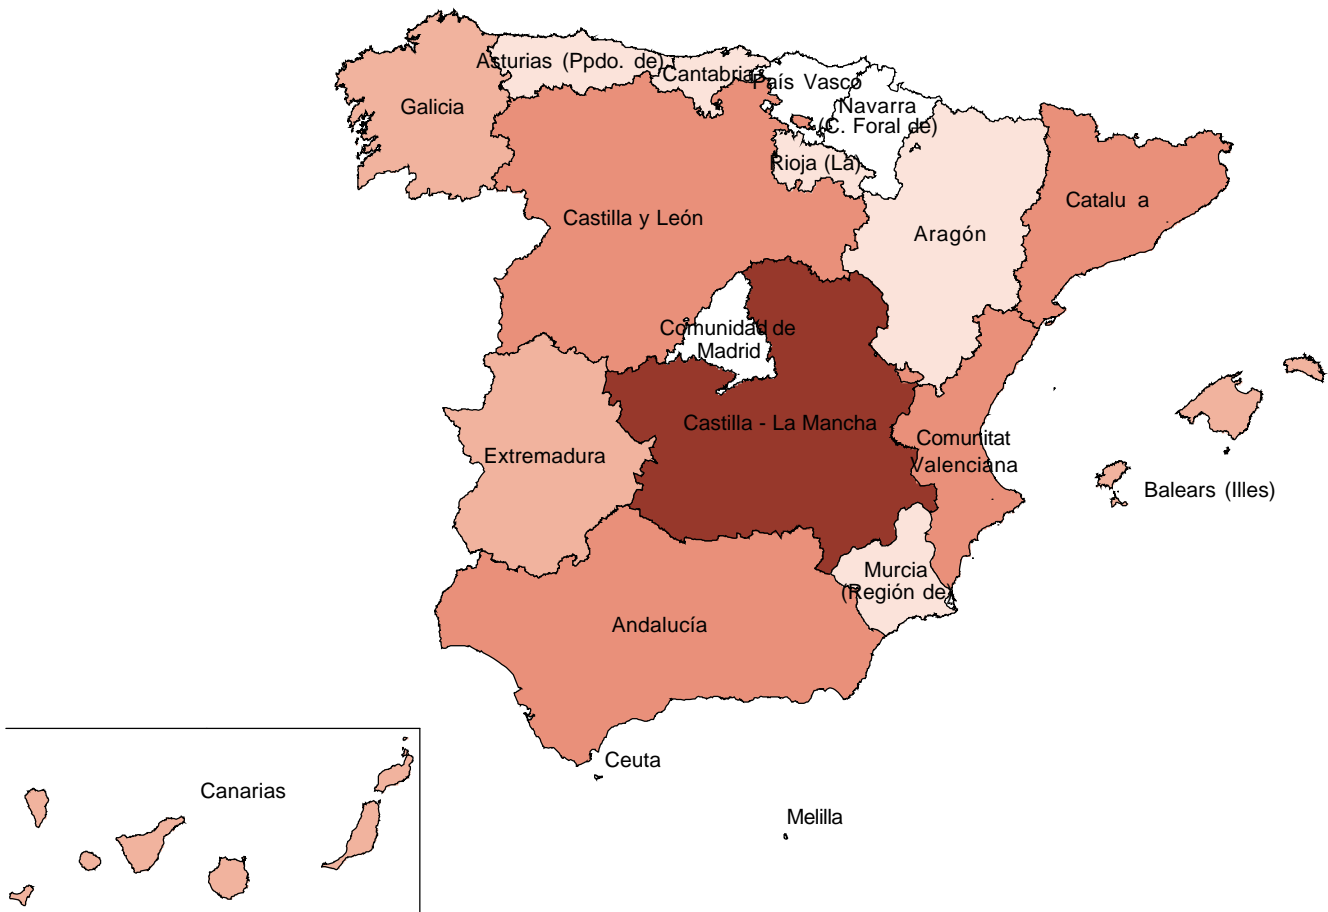 Asturias (Ppdo. de)
Cantabria
País Vasco
Galicia
Navarra
(C. Foral de)
Rioja (La)
Castilla y León
Catalu a
Aragón
Comunidad de
Madrid
Castilla - La Mancha
Comunitat
Valenciana
Extremadura
Balears (Illes)
Murcia
(Región de)
Andalucía
Ceuta
Canarias
Melilla